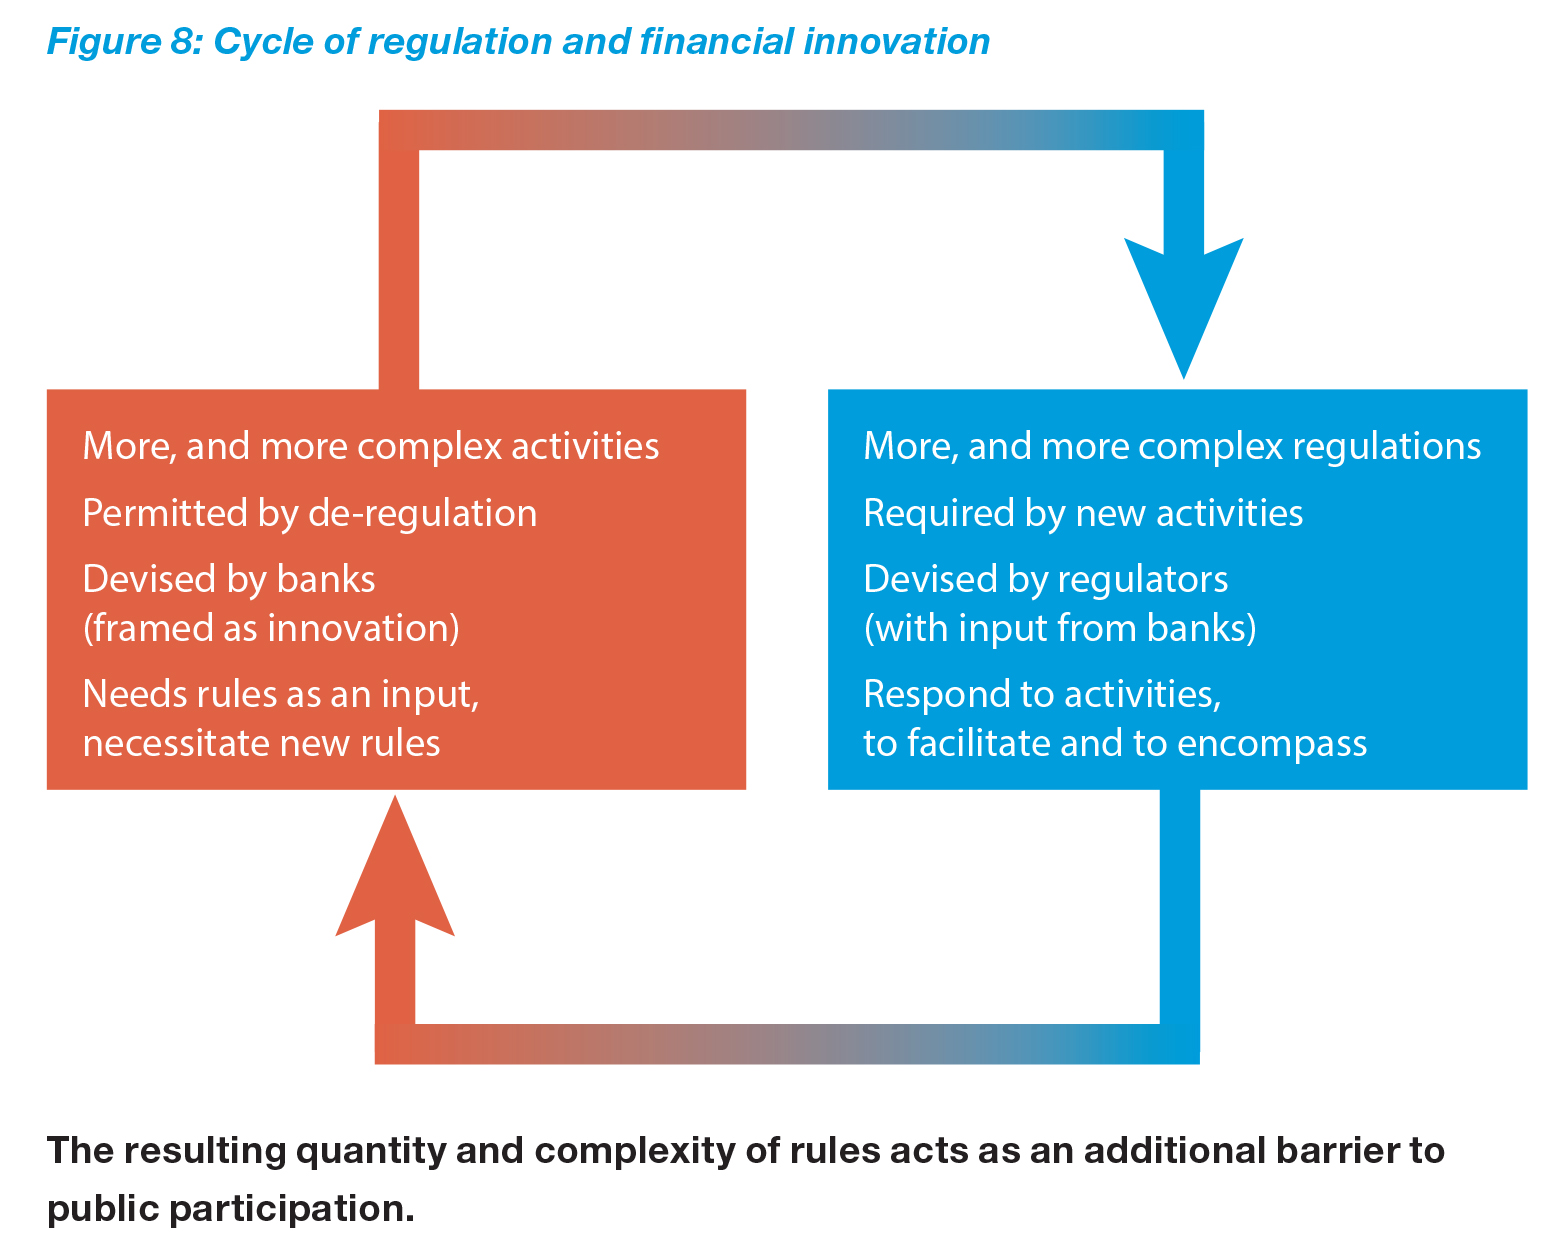 Figure 8: Cycle of regulation and financial innovation
More, and more complex activities
Permitted by de-regulation
Devised by banks
(framed as innovation)
Needs rules as an input,
necessitate new rules
More, and more complex regulations
Required by new activities
Devised by regulators
(with input from banks)
Respond to activities,
to facilitate and to encompass
The resulting quantity and complexity of rules acts as an additional barrier to
public participation.